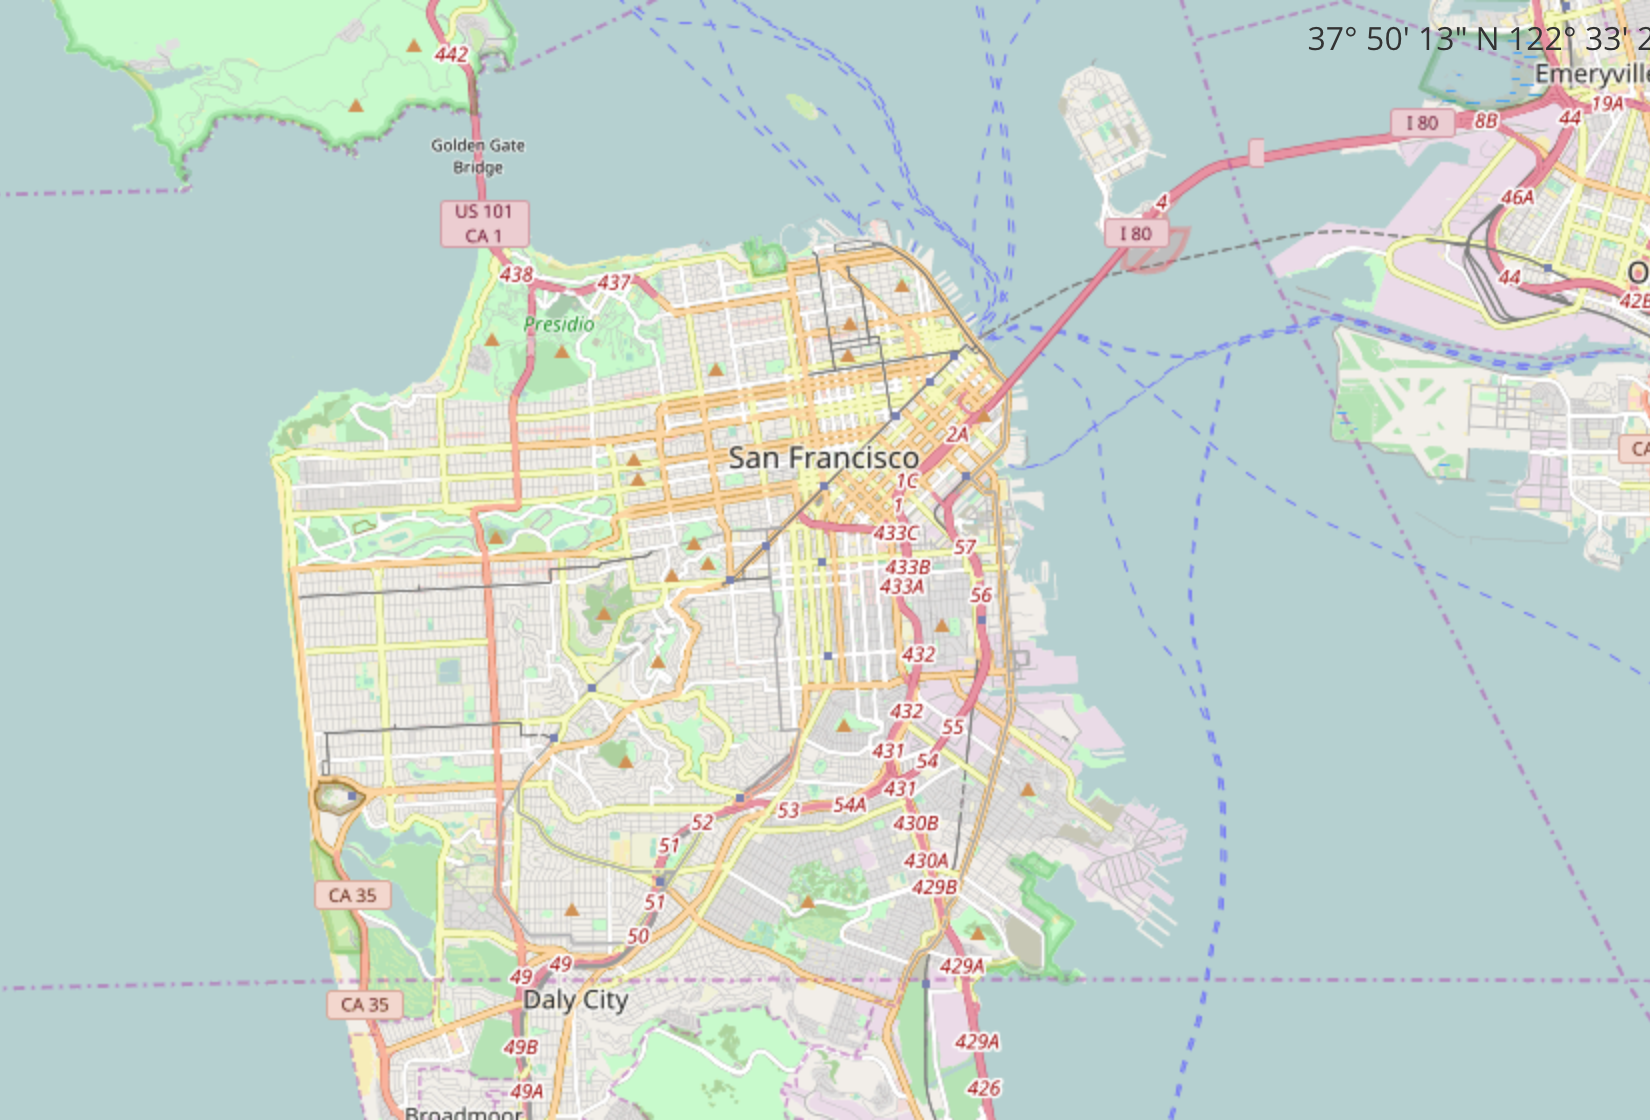 37° 50' 13" N 122° 33' 2
442
Emeryville
19A
I 80
8B
44
Golden Gate
Bridge
46A
4
US 101
CA 1
I 80
438
437
44
O
42B
Presidio
2A
CA
San Francisco
1C
1
433C
57
433B
433A
56
432
432
55
431
54
431
54A
53
52
430B
51
430A
429B
CA 35
51
50
49
49
429A
Daly City
CA 35
429A
49B
426
49A
Broadmoor